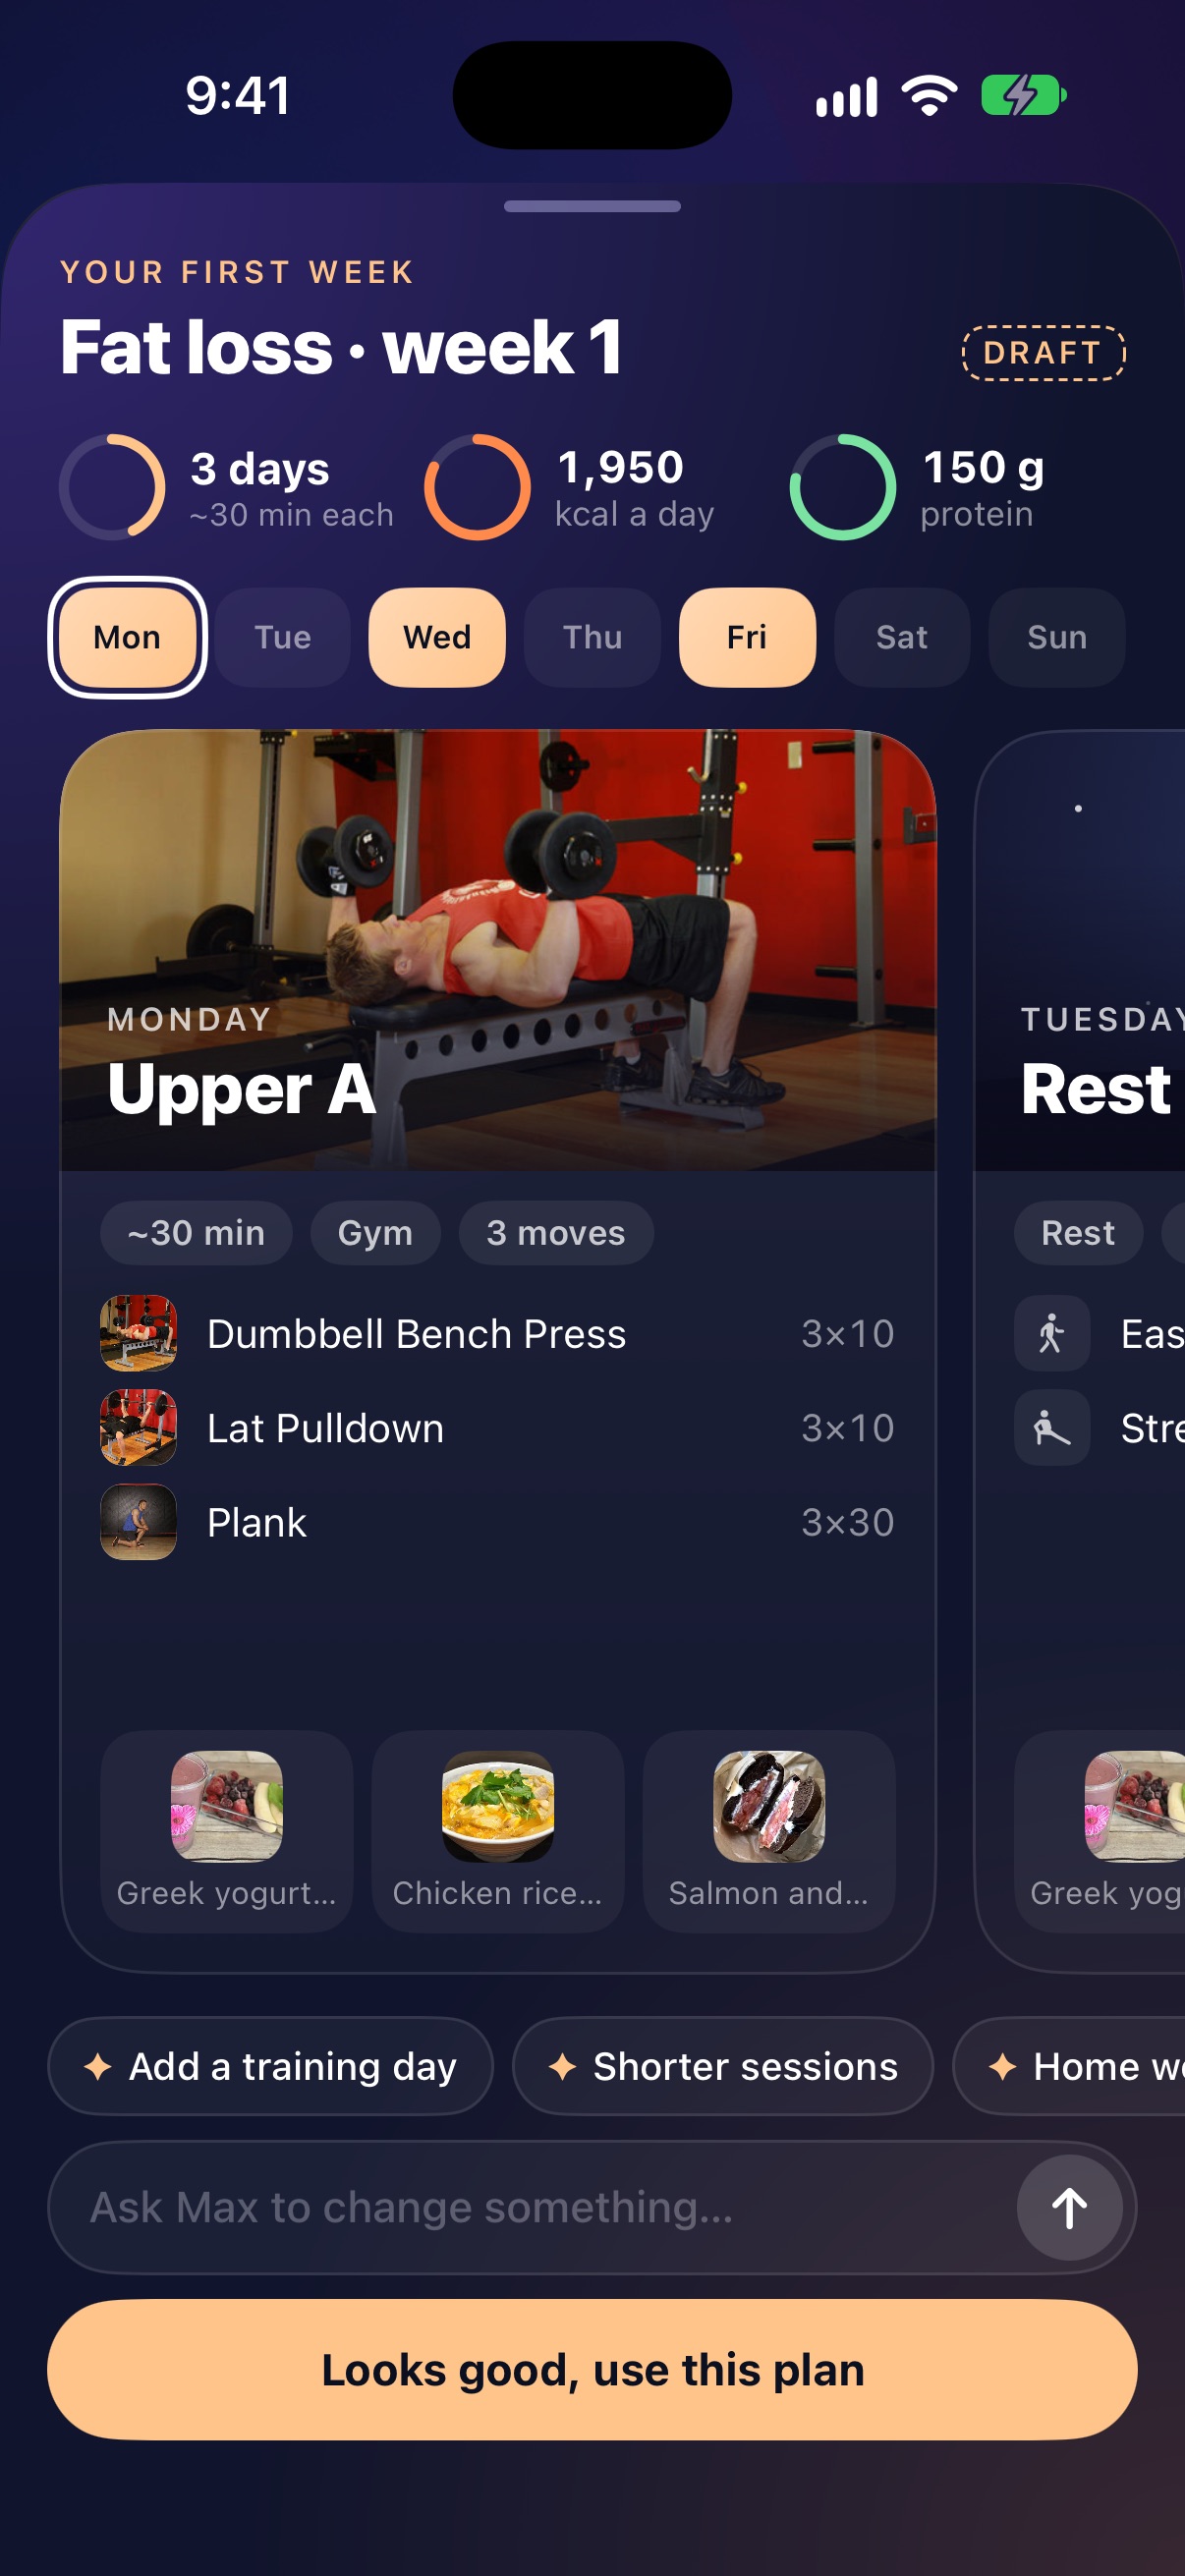 9:41
YOUR FIRST WEEK
Fat loss · week 1
DRAFT
3 days
~30 min each
1,950
kcal a day
150 g
protein
Mon Tue Wed Thu Fri Sat Sun
MONDAY
Upper A
~30 min Gym 3 moves
Dumbbell Bench Press 3×10
Lat Pulldown 3×10
Plank 3×30
Greek yogurt... Chicken rice... Salmon and...
TUESDAY
Rest
Rest
Eas
Stre
Greek yog
Add a training day Shorter sessions Home wo
Ask Max to change something...
Looks good, use this plan